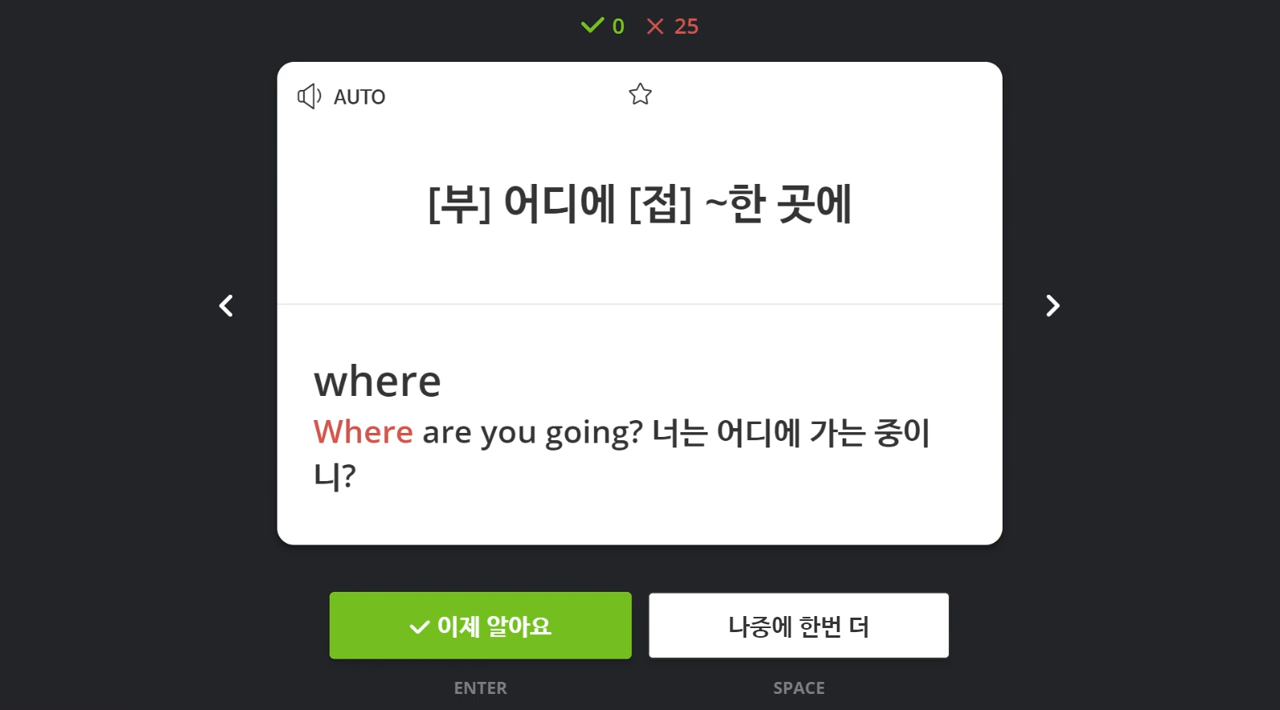 0 25
AUTO
[부] 어디에 [접] ~한 곳에
where
Where are you going? 너는 어디에 가는 중이
니?
이제 알아요 나중에 한번 더
ENTER SPACE